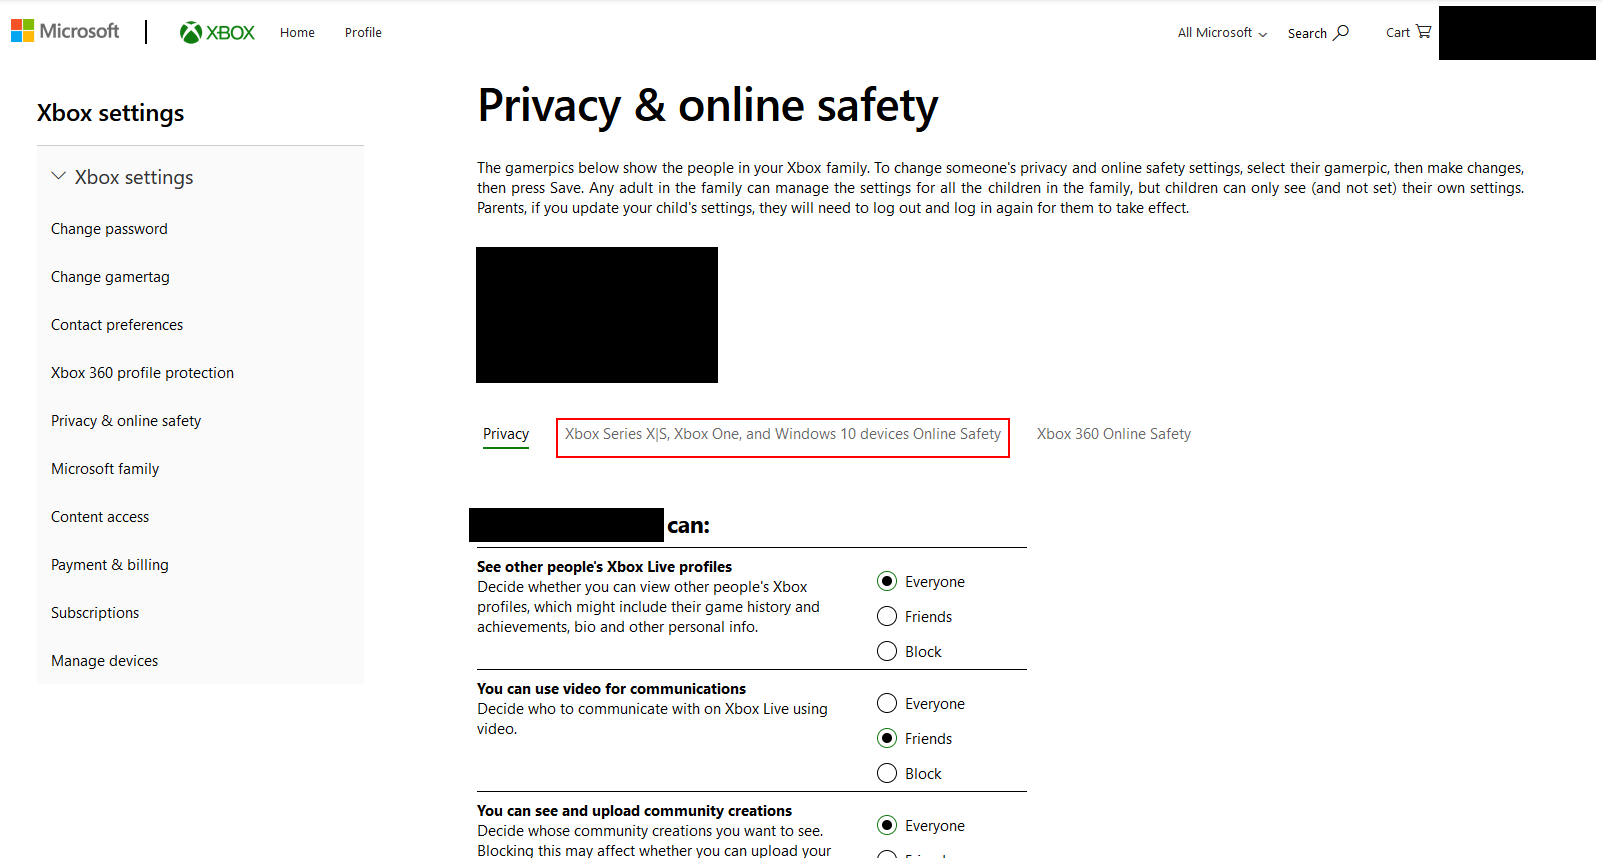 Microsoft XBOX Home Profile All Microsoft Search Cart
Xbox settings
Xbox settings
Change password
Change gamertag
Contact preferences
Xbox 360 profile protection
Privacy & online safety
Microsoft family
Content access
Payment & billing
Subscriptions
Manage devices
Privacy & online safety
The gamerpics below show the people in your Xbox family. To change someone's privacy and online safety settings, select their gamerpic, then make changes,
then press Save. Any adult in the family can manage the settings for all the children in the family, but children can only see (and not set) their own settings.
Parents, if you update your child's settings, they will need to log out and log in again for them to take effect.
Privacy Xbox Series X|S, Xbox One, and Windows 10 devices Online Safety Xbox 360 Online Safety
can:
See other people's Xbox Live profiles
Decide whether you can view other people's Xbox
profiles, which might include their game history and
achievements, bio and other personal info.
Everyone
Friends
Block
You can use video for communications
Decide who to communicate with on Xbox Live using
video.
Everyone
Friends
Block
You can see and upload community creations
Decide whose community creations you want to see.
Blocking this may affect whether you can upload your
Everyone